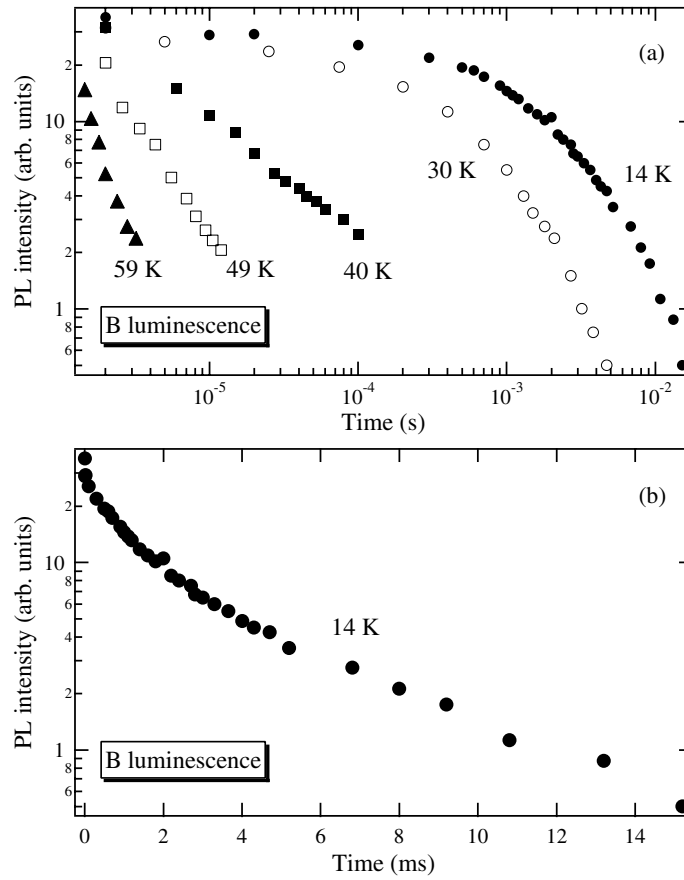 (a)
PL intensity (arb. units)
2
10
8
6
4
2
1
8
6
30 K
14 K
59 K
49 K
40 K
B luminescence
10⁻⁵
10⁻⁴
10⁻³
10⁻²
Time (s)
(b)
PL intensity (arb. units)
2
10
8
6
4
2
1
8
6
14 K
B luminescence
0
2
4
6
8
10
12
14
Time (ms)